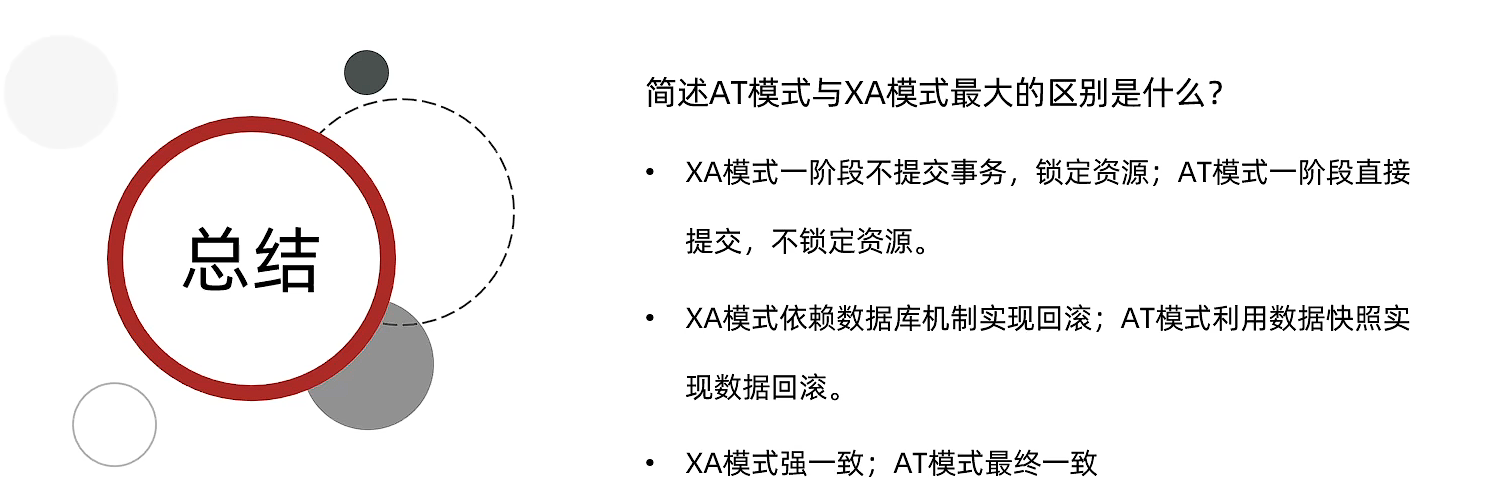 总结
简述AT模式与XA模式最大的区别是什么？
• XA模式一阶段不提交事务，锁定资源；AT模式一阶段直接
提交，不锁定资源。
• XA模式依赖数据库机制实现回滚；AT模式利用数据快照实
现数据回滚。
• XA模式强一致；AT模式最终一致